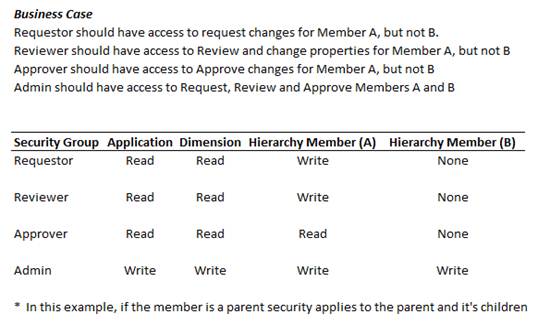 Business Case
Requestor should have access to request changes for Member A, but not B.
Reviewer should have access to Review and change properties for Member A, but not B
Approver should have access to Approve changes for Member A, but not B
Admin should have access to Request, Review and Approve Members A and B
Security Group Application Dimension Hierarchy Member (A) Hierarchy Member (B)
Requestor Read Read Write None
Reviewer Read Read Write None
Approver Read Read Read None
Admin Write Write Write Write
* In this example, if the member is a parent security applies to the parent and it's children